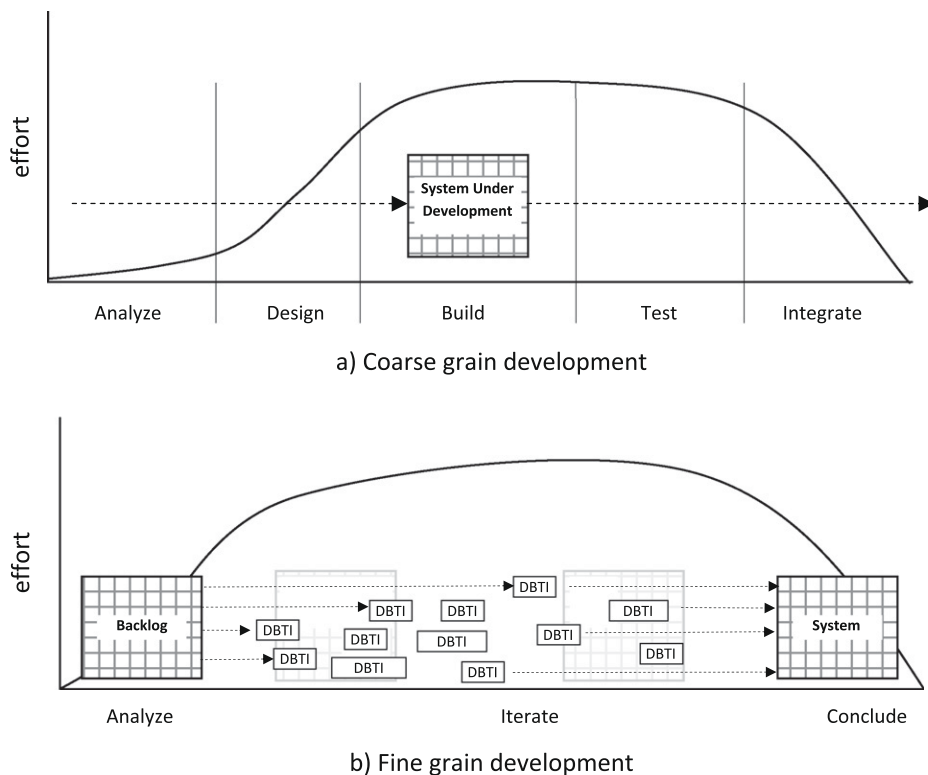 effort
System Under
Development
Analyze Design Build Test Integrate
a) Coarse grain development
effort
Backlog
DBTI
DBTI
DBTI
DBTI
DBTI
DBTI
DBTI
DBTI
DBTI
DBTI
DBTI
DBTI
DBTI
System
Analyze Iterate Conclude
b) Fine grain development